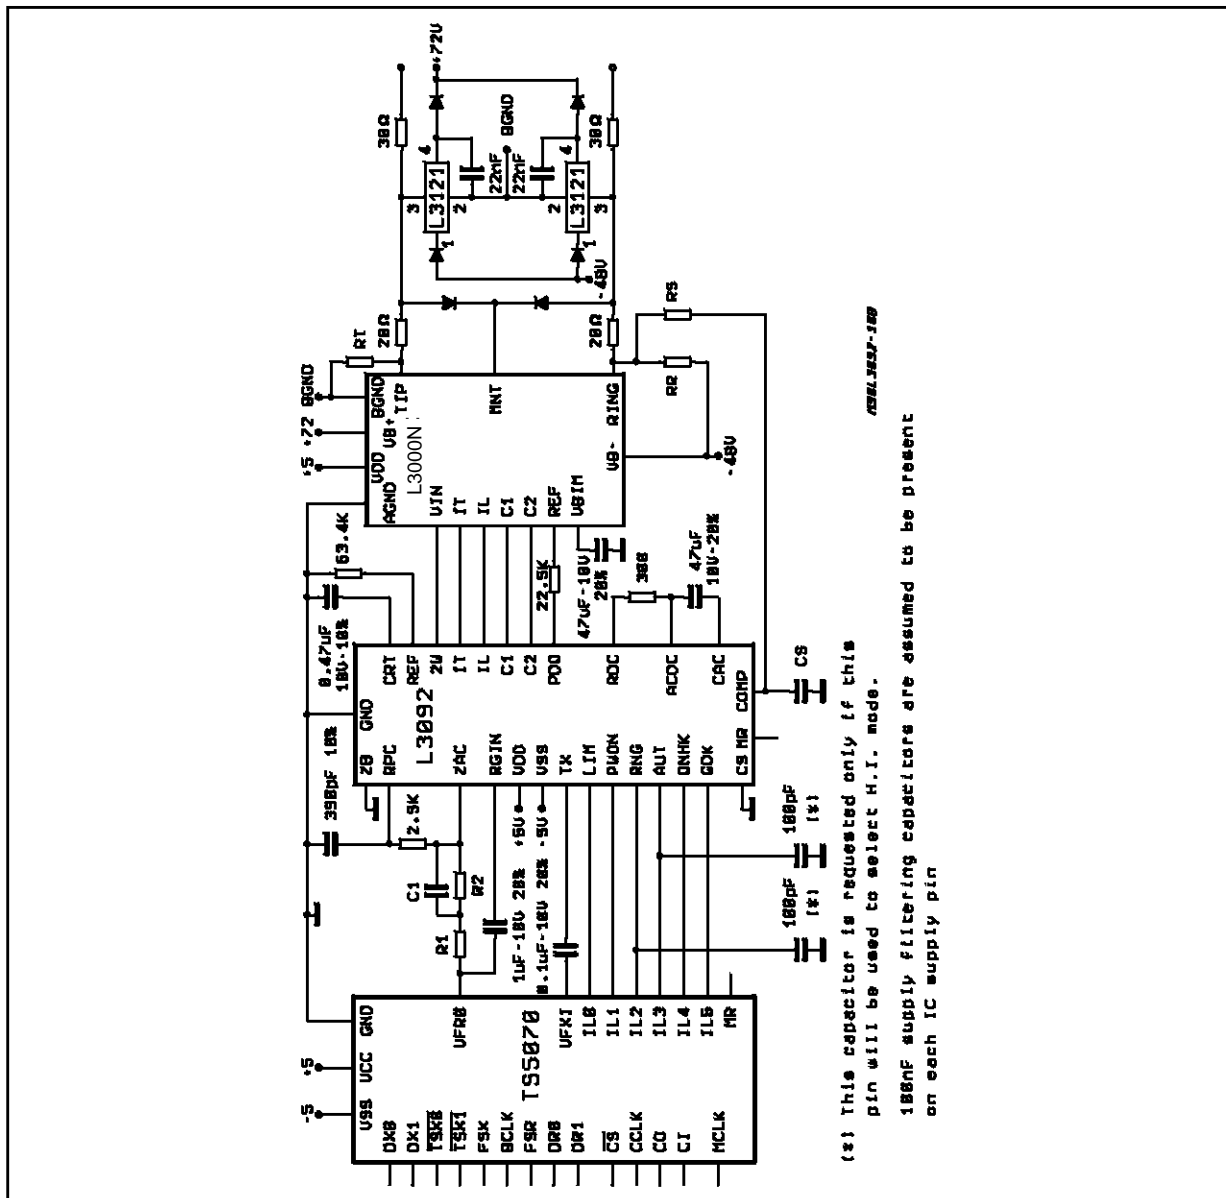 +72V
30Ω
BGND
30Ω
4
4
22nF
22nF
L3121
L3121
3
2
2
3
1
1
-48V
RS
20Ω
20Ω
RT
RR
BGND
+72
+5
BGND
TIP
VB+
VDD
AGND
L3000N
MNT
RING
VB-
-48V
VIN
IT
IL
C1
C2
REF
VBIM
63.4K
0.47uF
10V-10%
22.5K
47uF-10V
20%
300
47uF
10V-20%
CRT
REF
2W
IT
IL
C1
C2
PDO
RDC
ACDC
CAC
GND
L3092
COMP
CS
ZB
RPC
ZAC
RGIN
VDD
VSS
TX
LIM
PWON
RNG
AUT
ONHK
GDK
CS
MR
390pF 10%
2.5K
C1
R2
R1
+5V
-5V
1uF-10V 20%
0.1uF-10V 20%
100pF
(*)
100pF
(*)
GND
VCC
VSS
+5
-5
TS5070
VFR0
VFXI
IL0
IL1
IL2
IL3
IL4
IL5
MR
DX0
DX1
TSX0
TSX1
FSX
BCLK
FSR
DR0
DR1
CS
CCLK
CO
CI
MCLK
(*) This capacitor is requested only if this
pin will be used to select H.I. mode.
100nF supply filtering capacitors are assumed to be present
on each IC supply pin